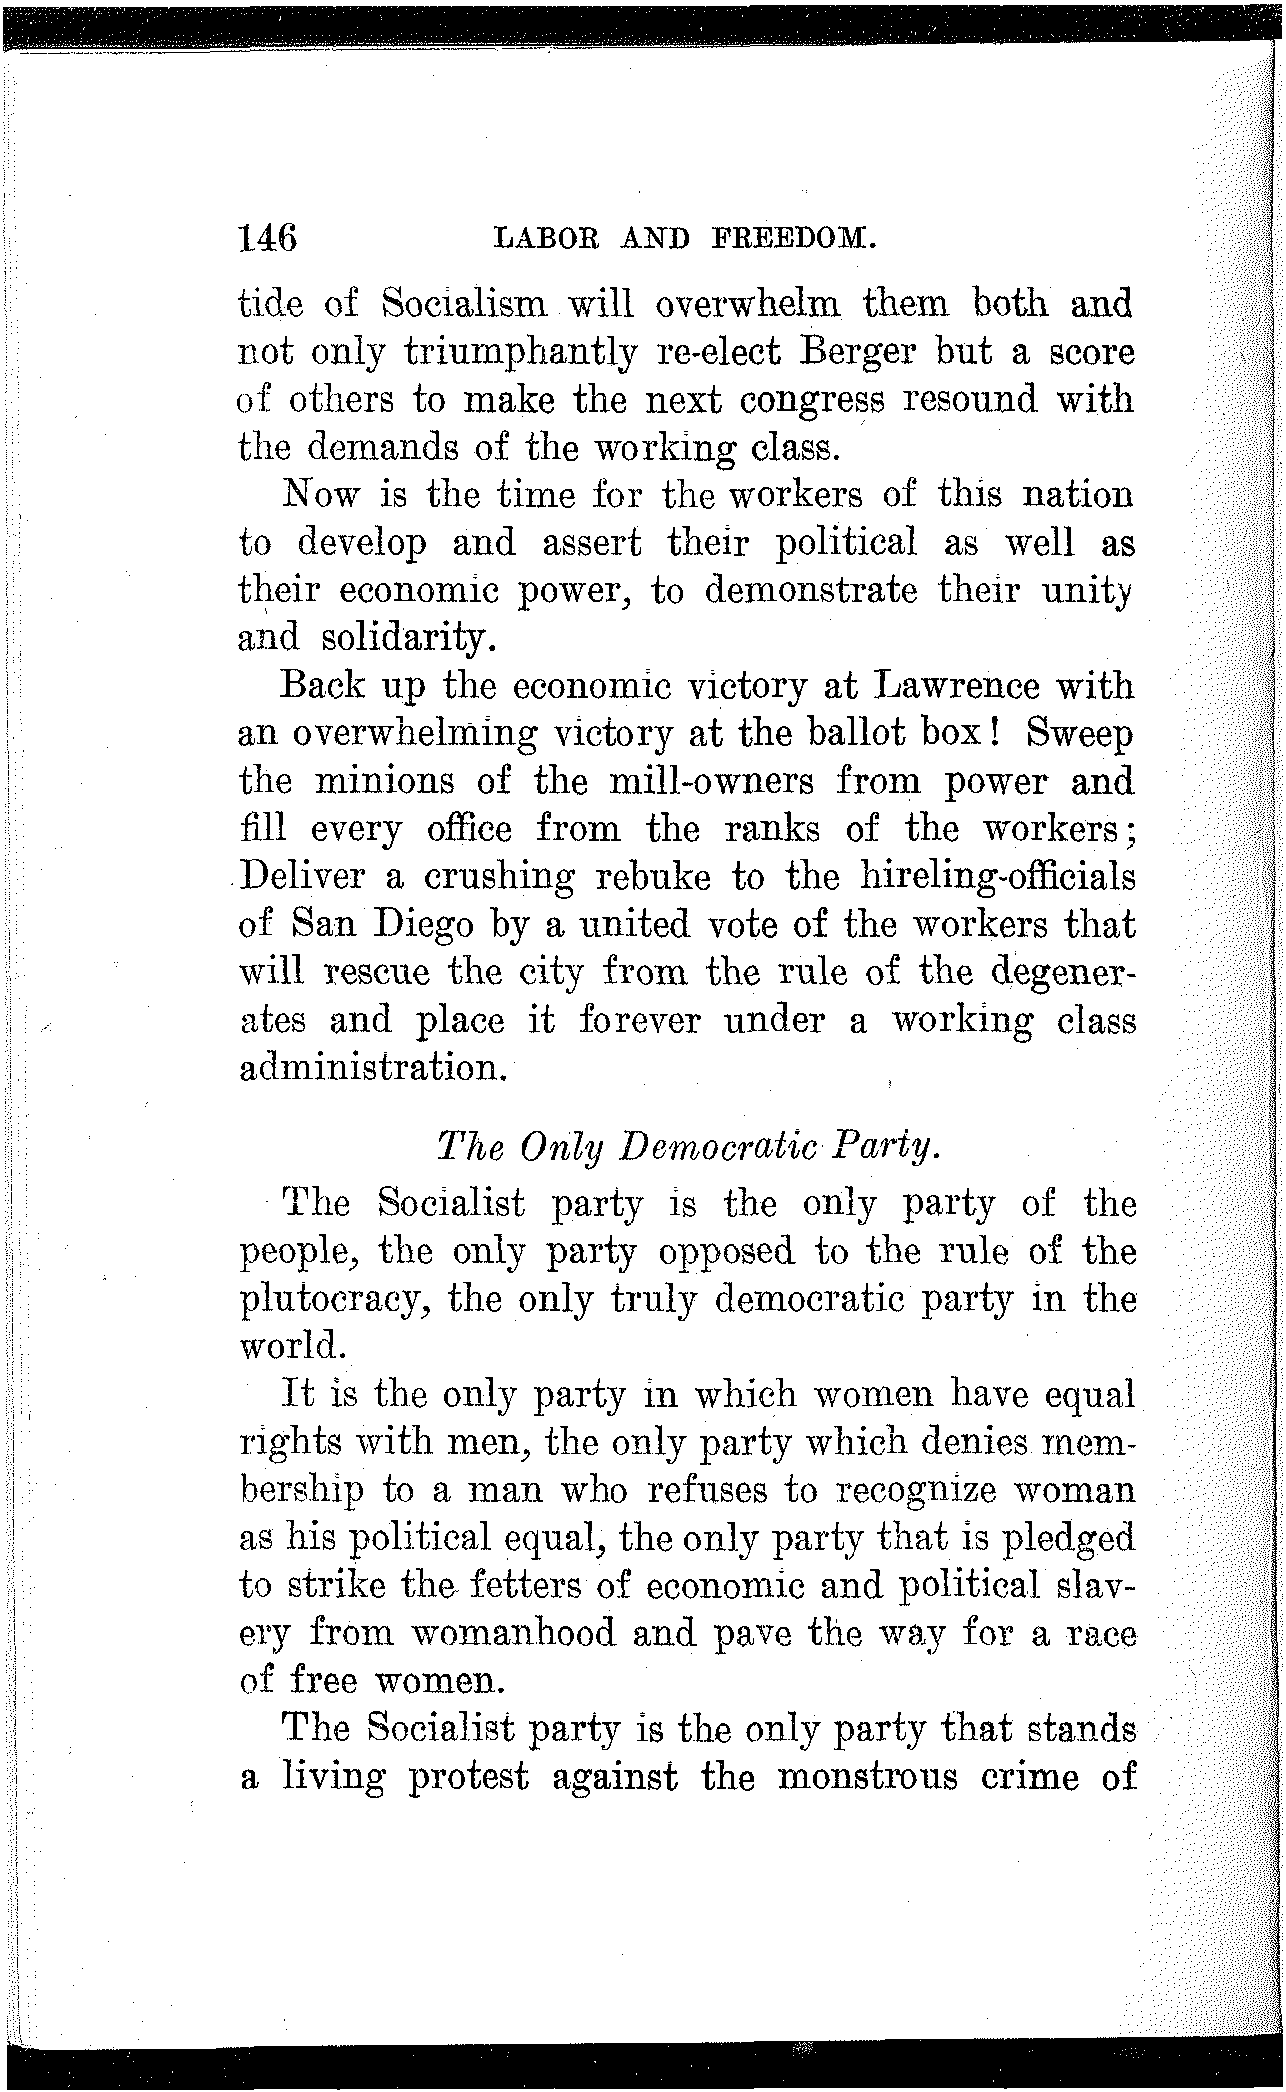 146 LABOR AND FREEDOM.
tide of Socialism will overwhelm them both and
not only triumphantly re-elect Berger but a score
of others to make the next congress resound with
the demands of the working class.
Now is the time for the workers of this nation
to develop and assert their political as well as
their economic power, to demonstrate their unity
and solidarity.
Back up the economic victory at Lawrence with
an overwhelming victory at the ballot box! Sweep
the minions of the mill-owners from power and
fill every office from the ranks of the workers;
Deliver a crushing rebuke to the hireling-officials
of San Diego by a united vote of the workers that
will rescue the city from the rule of the degener-
ates and place it forever under a working class
administration.
The Only Democratic Party.
The Socialist party is the only party of the
people, the only party opposed to the rule of the
plutocracy, the only truly democratic party in the
world.
It is the only party in which women have equal
rights with men, the only party which denies mem-
bership to a man who refuses to recognize woman
as his political equal, the only party that is pledged
to strike the fetters of economic and political slav-
ery from womanhood and pave the way for a race
of free women.
The Socialist party is the only party that stands
a living protest against the monstrous crime of